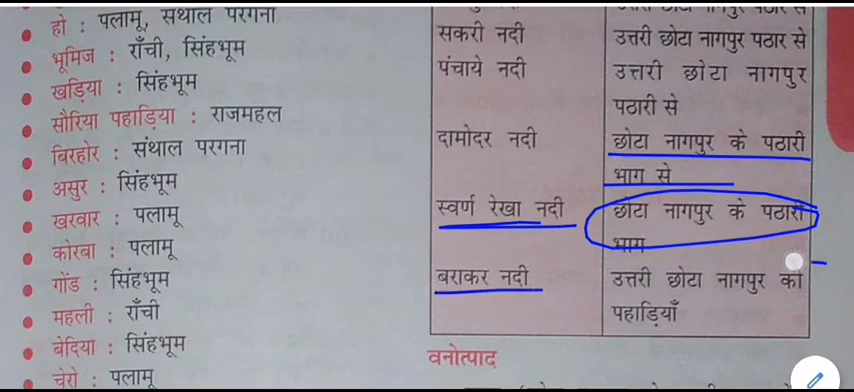 हो : पलामू, संथाल परगना
भूमिज : राँची, सिंहभूम
खड़िया : सिंहभूम
सौरिया पहाड़िया : राजमहल
बिरहोर : संथाल परगना
असुर : सिंहभूम
खरवार : पलामू
कोरबा : पलामू
गोंड : सिंहभूम
महली : राँची
बेदिया : सिंहभूम
चेरो : पलामू
सकरी नदी उत्तरी छोटा नागपुर पठार से
पंचाये नदी उत्तरी छोटा नागपुर
पठारी से
दामोदर नदी छोटा नागपुर के पठारी
भाग से
स्वर्ण रेखा नदी छोटा नागपुर के पठारी
भाग
बराकर नदी उत्तरी छोटा नागपुर की
पहाड़ियाँ
वनोत्पाद